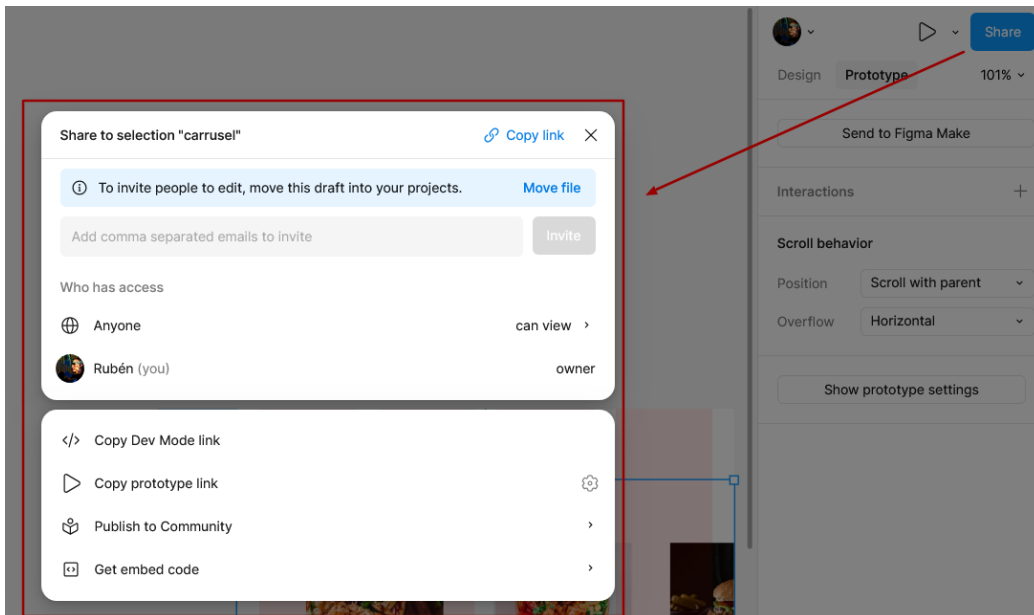 Share
Design Prototype 101%
Share to selection "carrusel" Copy link
To invite people to edit, move this draft into your projects. Move file
Add comma separated emails to invite Invite
Who has access
Anyone can view
Rubén (you) owner
Copy Dev Mode link
Copy prototype link
Publish to Community
Get embed code
Send to Figma Make
Interactions
Scroll behavior
Position Scroll with parent
Overflow Horizontal
Show prototype settings